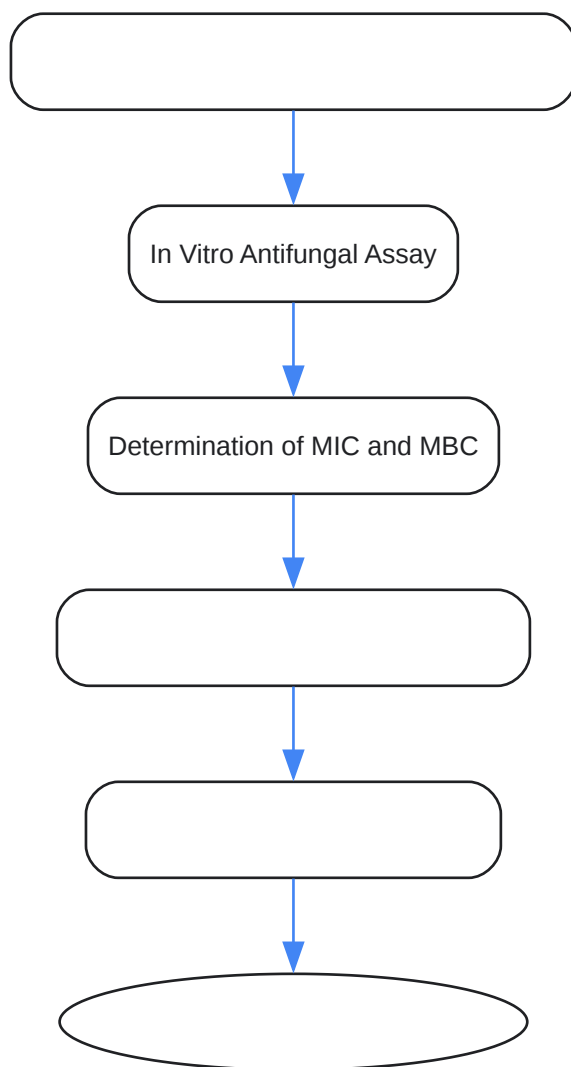 In Vitro Antifungal Assay
Determination of MIC and MBC